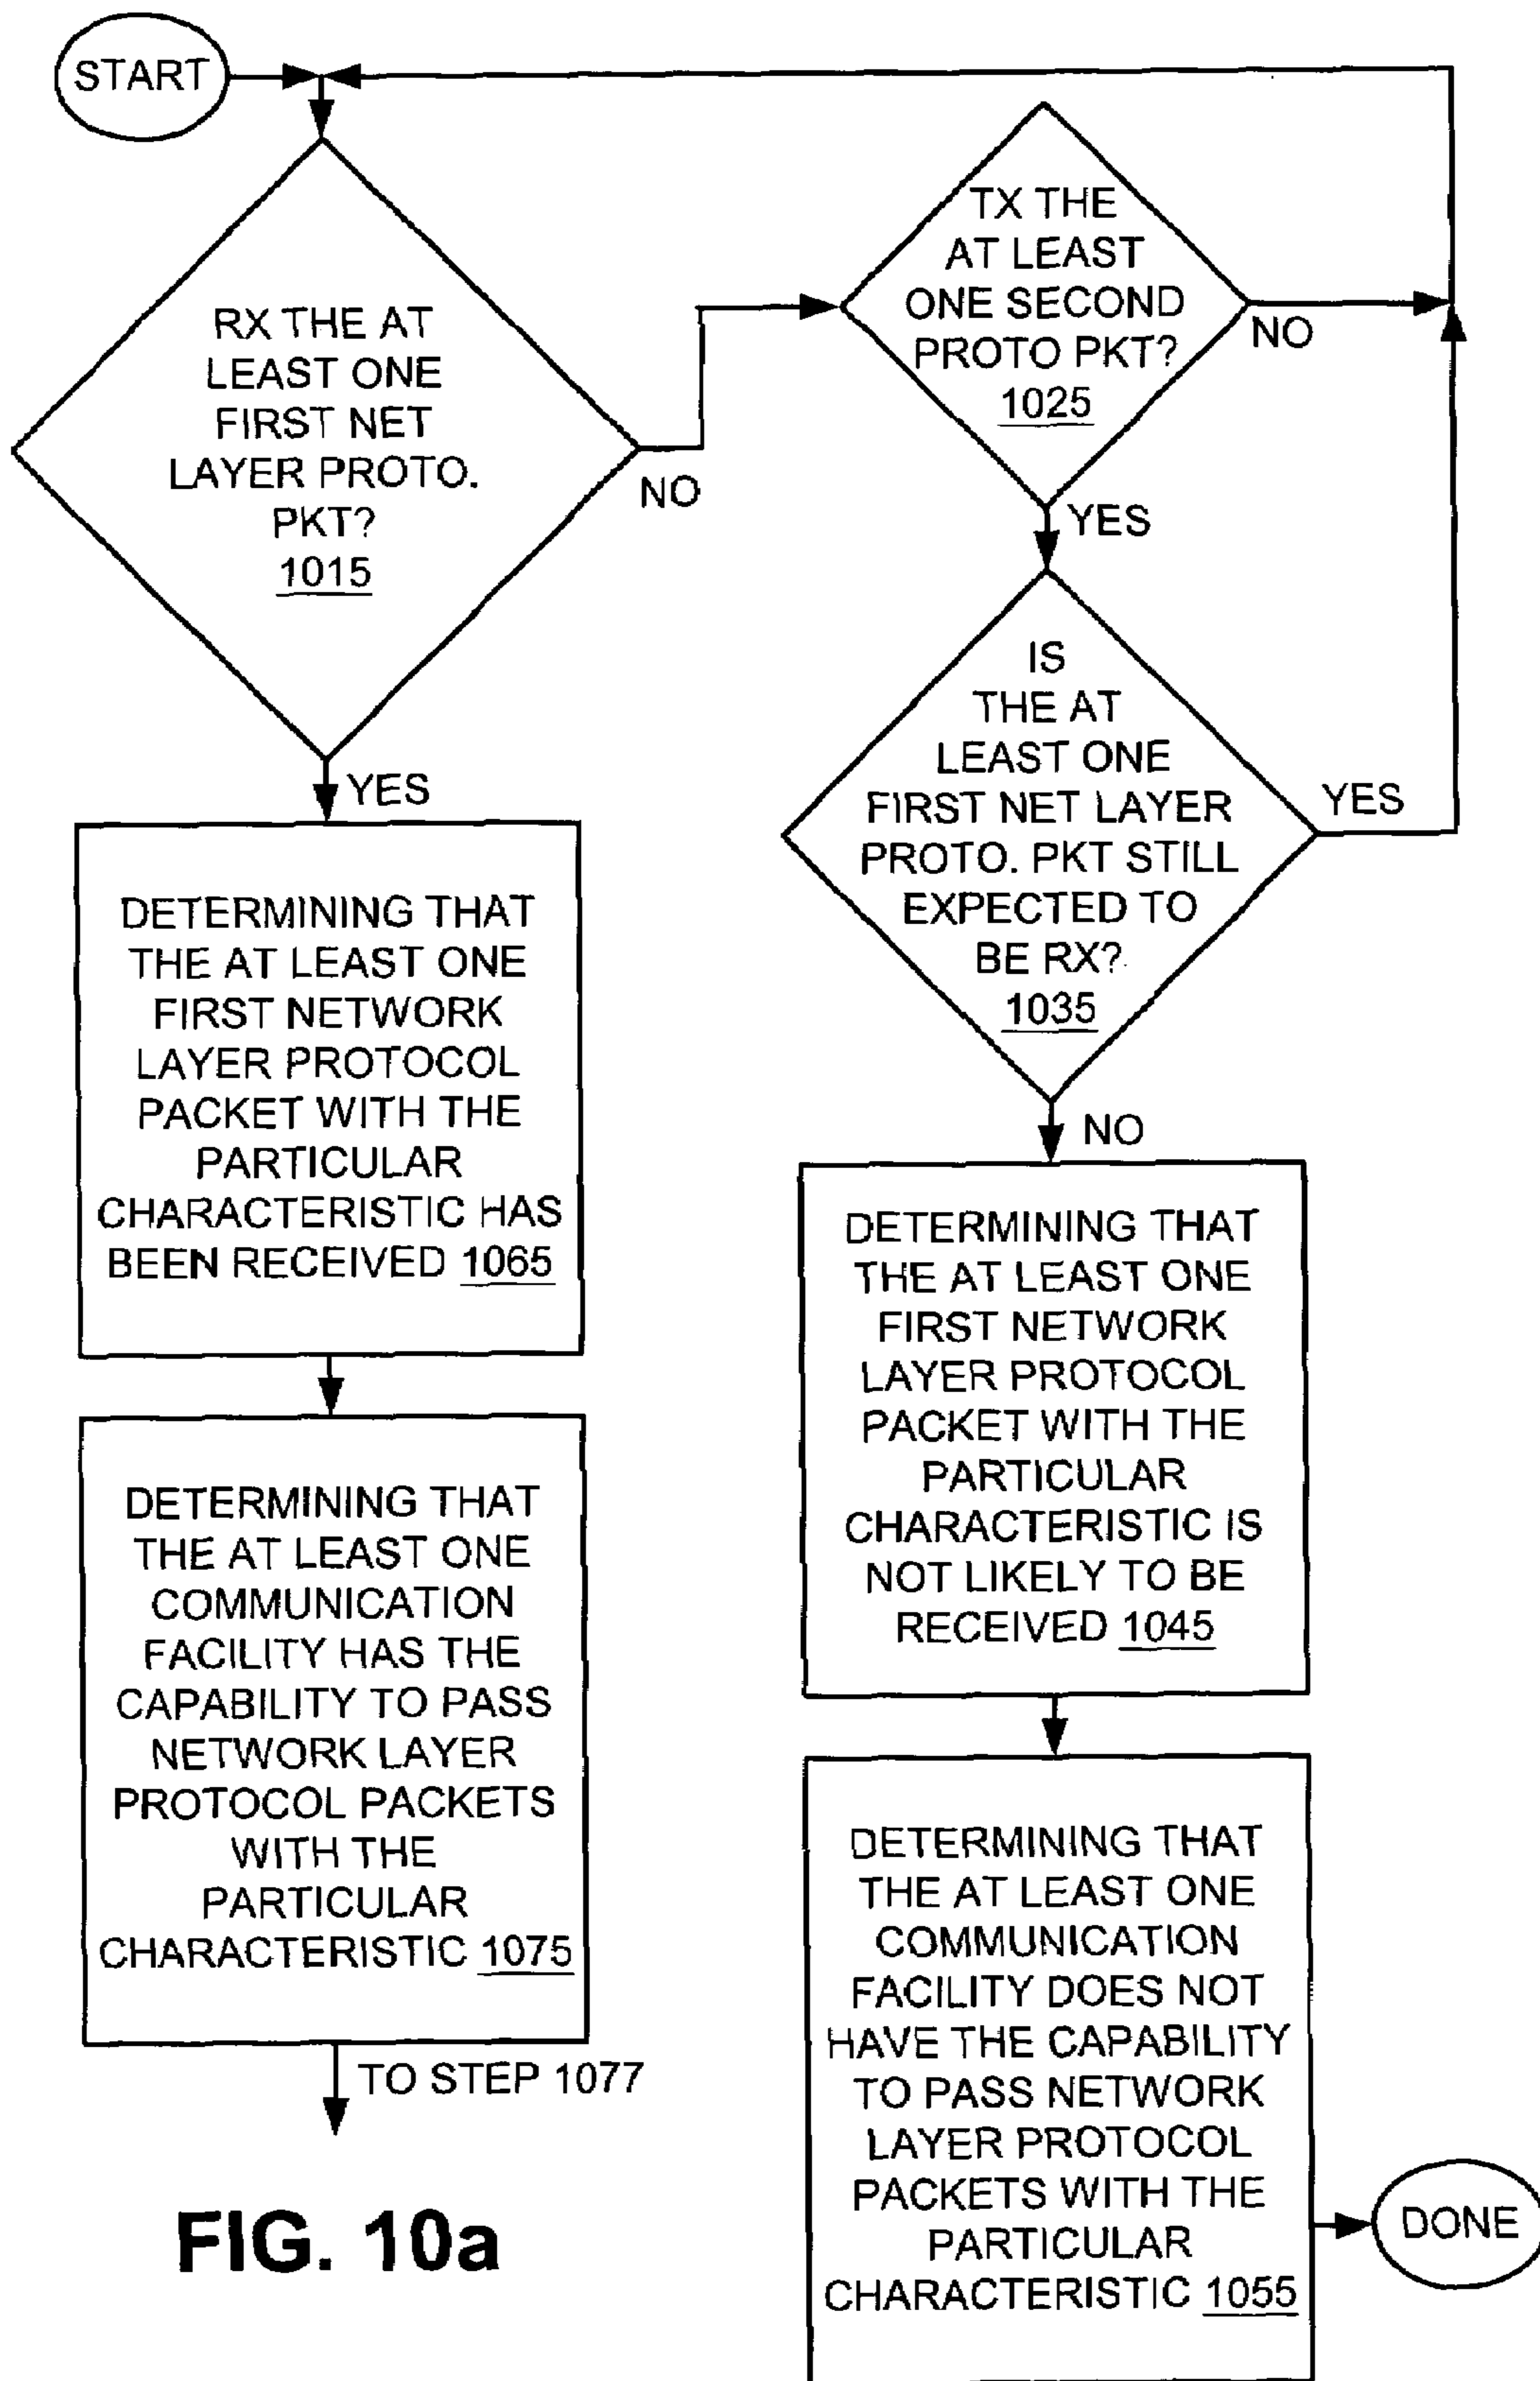 START
RX THE AT
LEAST ONE
FIRST NET
LAYER PROTO.
PKT?
1015
NO
YES
TX THE
AT LEAST
ONE SECOND
PROTO PKT?
1025
NO
YES
IS
THE AT
LEAST ONE
FIRST NET LAYER
PROTO. PKT STILL
EXPECTED TO
BE RX?
1035
YES
NO
DETERMINING THAT
THE AT LEAST ONE
FIRST NETWORK
LAYER PROTOCOL
PACKET WITH THE
PARTICULAR
CHARACTERISTIC HAS
BEEN RECEIVED 1065
DETERMINING THAT
THE AT LEAST ONE
COMMUNICATION
FACILITY HAS THE
CAPABILITY TO PASS
NETWORK LAYER
PROTOCOL PACKETS
WITH THE
PARTICULAR
CHARACTERISTIC 1075
TO STEP 1077
DETERMINING THAT
THE AT LEAST ONE
FIRST NETWORK
LAYER PROTOCOL
PACKET WITH THE
PARTICULAR
CHARACTERISTIC IS
NOT LIKELY TO BE
RECEIVED 1045
DETERMINING THAT
THE AT LEAST ONE
COMMUNICATION
FACILITY DOES NOT
HAVE THE CAPABILITY
TO PASS NETWORK
LAYER PROTOCOL
PACKETS WITH THE
PARTICULAR
CHARACTERISTIC 1055
DONE
FIG. 10a